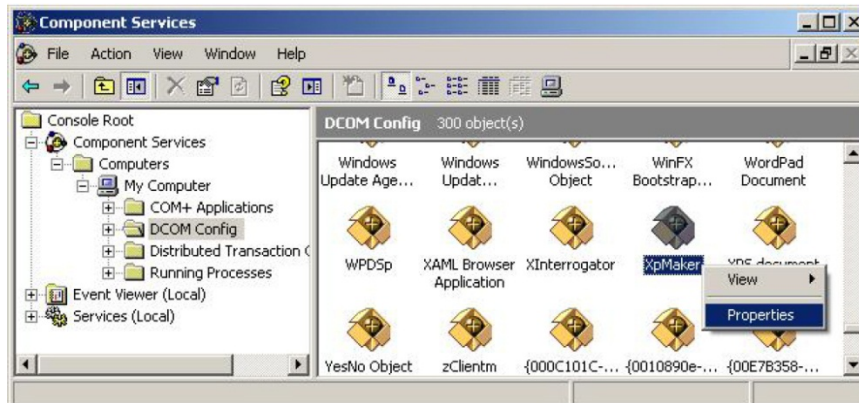 Component Services
File Action View Window Help
Console Root
Component Services
Computers
My Computer
COM+ Applications
DCOM Config
Distributed Transaction
Running Processes
Event Viewer (Local)
Services (Local)
DCOM Config 300 object(s)
Windows Update Age...
Windows Updat...
WindowsSo... Object
WinFX Bootstrap...
WordPad Document
WPDSp
XAML Browser Application
XInterrogator
XpMaker
XPS document
View
Properties
YesNo Object
zClientm
{000C101C-...
{0010890e-...
{00E7B358-...